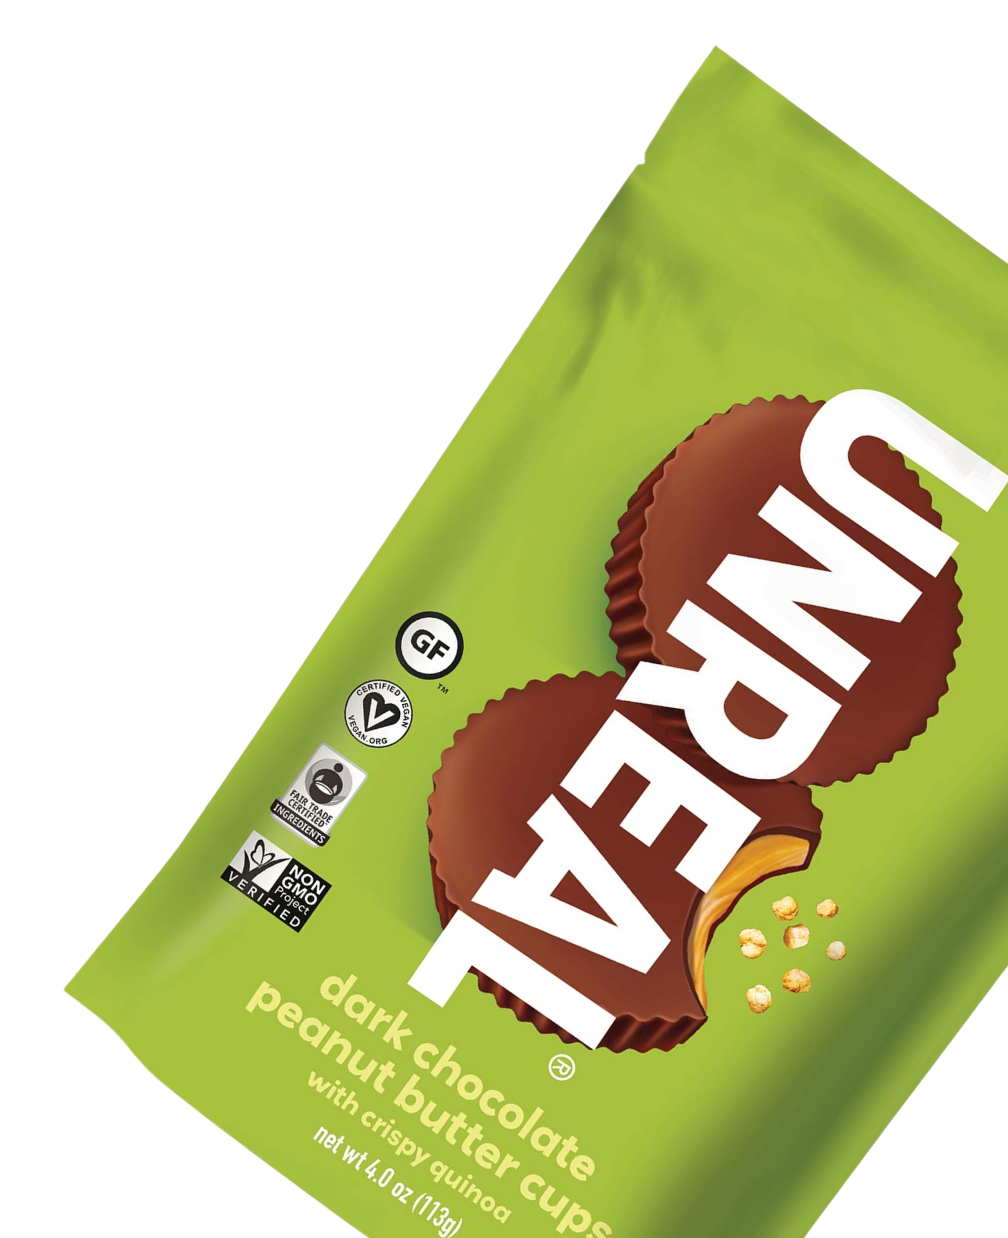 UNREAL
®
GF
TM
CERTIFIED VEGAN
VEGAN.ORG
FAIR TRADE
CERTIFIED
INGREDIENTS
NON
GMO
Project
VERIFIED
dark chocolate
peanut butter cups
with crispy quinoa
net wt 4.0 oz (113g)